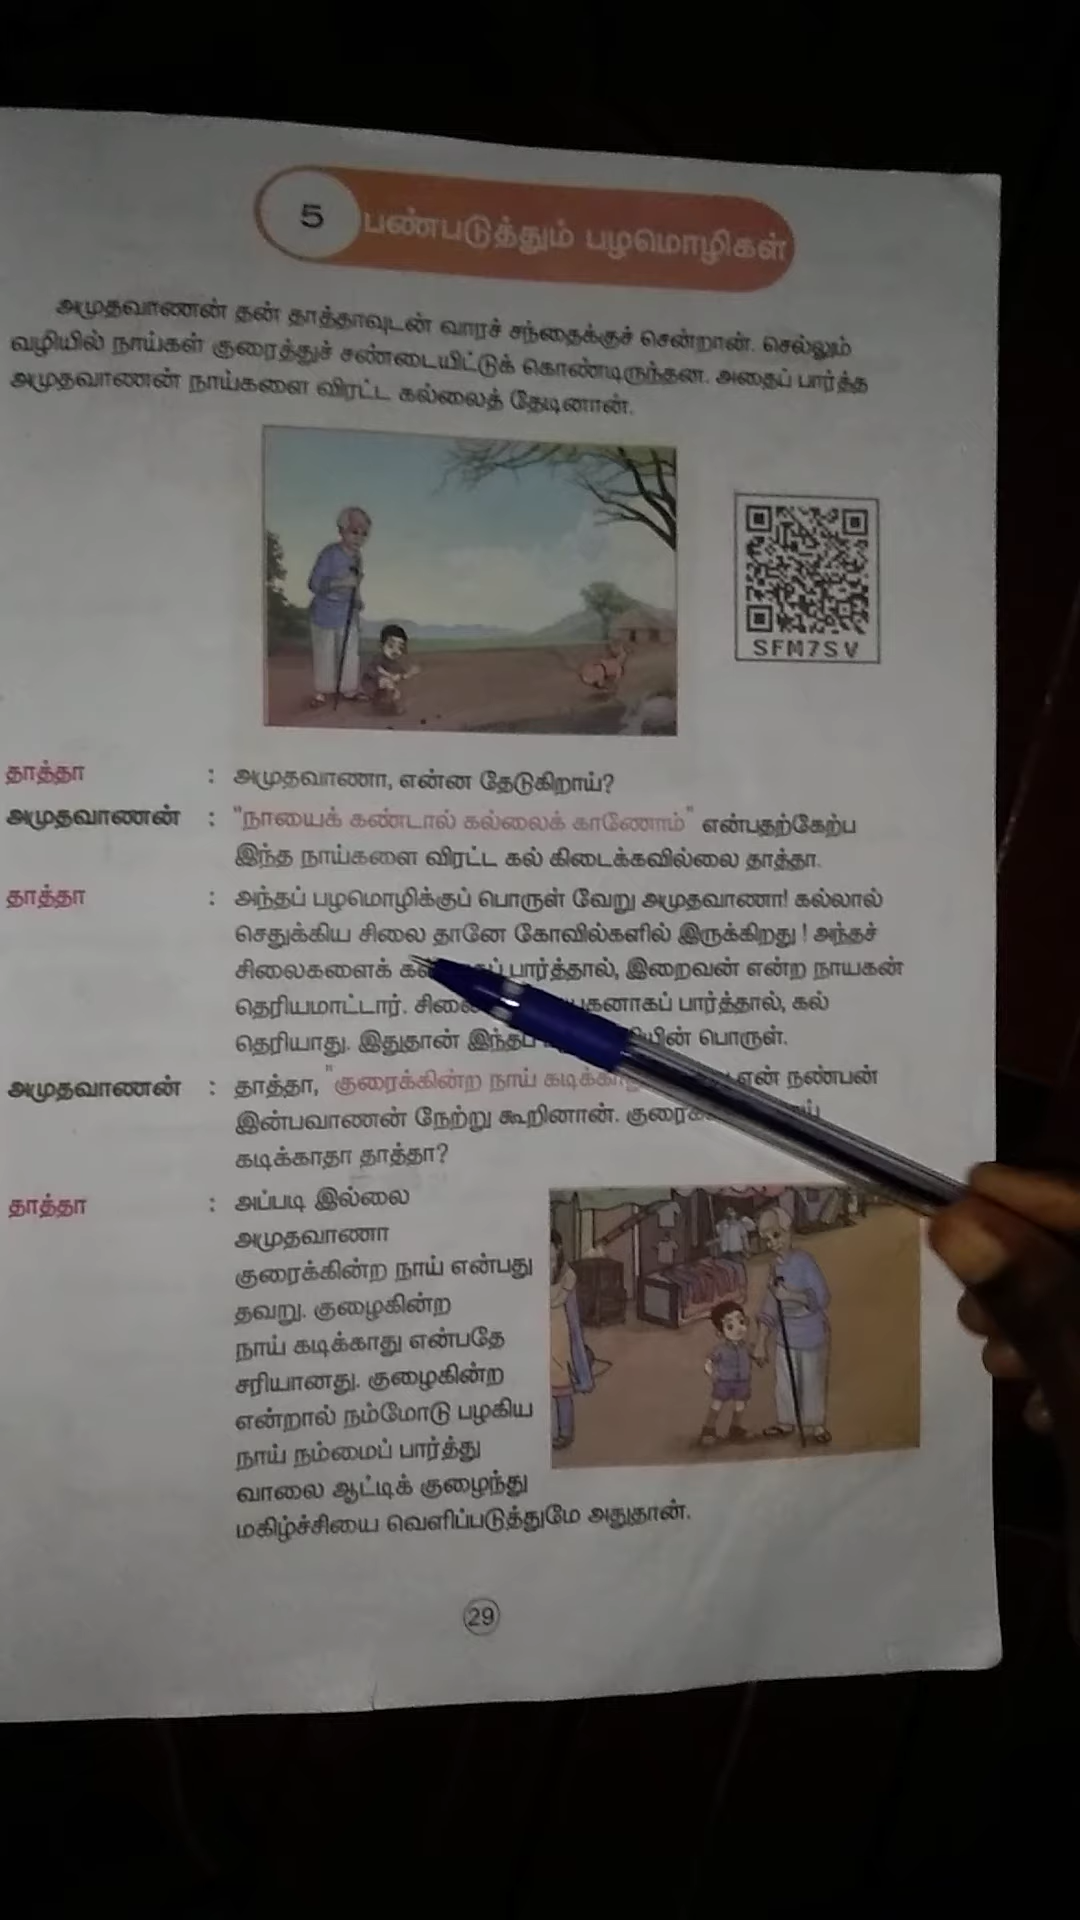 5 பண்படுத்தும் பழமொழிகள்
அமுதவாணன் தன் தாத்தாவுடன் வாரச் சந்தைக்குச் சென்றான். செல்லும்
வழியில் நாய்கள் குரைத்துச் சண்டையிட்டுக் கொண்டிருந்தன. அதைப் பார்த்த
அமுதவாணன் நாய்களை விரட்ட கல்லைத் தேடினான்.
SFM7SV
தாத்தா : அமுதவாணா, என்ன தேடுகிறாய்?
அமுதவாணன் : "நாயைக் கண்டால் கல்லைக் காணோம்" என்பதற்கேற்ப
இந்த நாய்களை விரட்ட கல் கிடைக்கவில்லை தாத்தா.
தாத்தா : அந்தப் பழமொழிக்குப் பொருள் வேறு அமுதவாணா! கல்லால்
செதுக்கிய சிலை தானே கோவில்களில் இருக்கிறது ! அந்தச்
சிலைகளைக் பார்த்தால், இறைவன் என்ற நாயகன்
தெரியமாட்டார். பார்த்தால், கல்
தெரியாது. இதுதான் பொருள்.
அமுதவாணன் : தாத்தா, "குரைக்கின்ற நாய் என் நண்பன்
இன்பவாணன் நேற்று கூறினான்.
கடிக்காதா தாத்தா?
தாத்தா : அப்படி இல்லை
அமுதவாணா
குரைக்கின்ற நாய் என்பது
தவறு. குழைகின்ற
நாய் கடிக்காது என்பதே
சரியானது. குழைகின்ற
என்றால் நம்மோடு பழகிய
நாய் நம்மைப் பார்த்து
வாலை ஆட்டிக் குழைந்து
மகிழ்ச்சியை வெளிப்படுத்துமே அதுதான்.
29